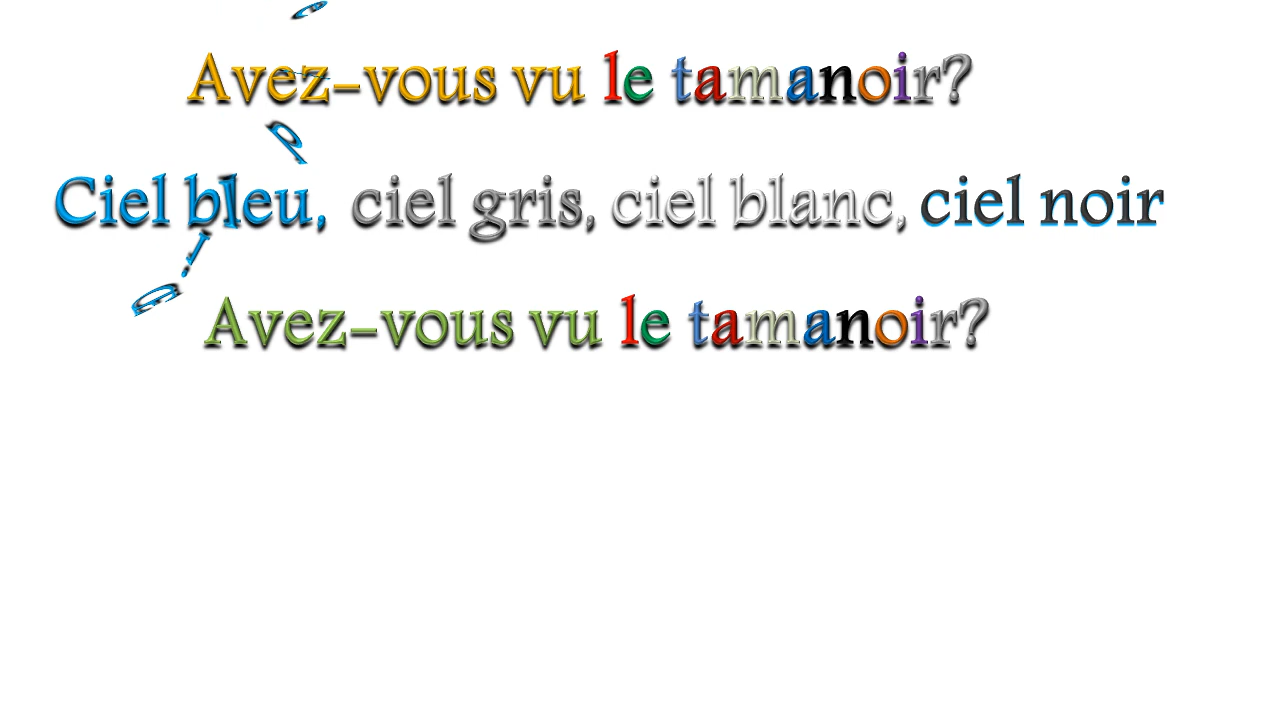 Avez-vous vu le tamanoir?
Ciel bleu, ciel gris, ciel blanc, ciel noir
Avez-vous vu le tamanoir?